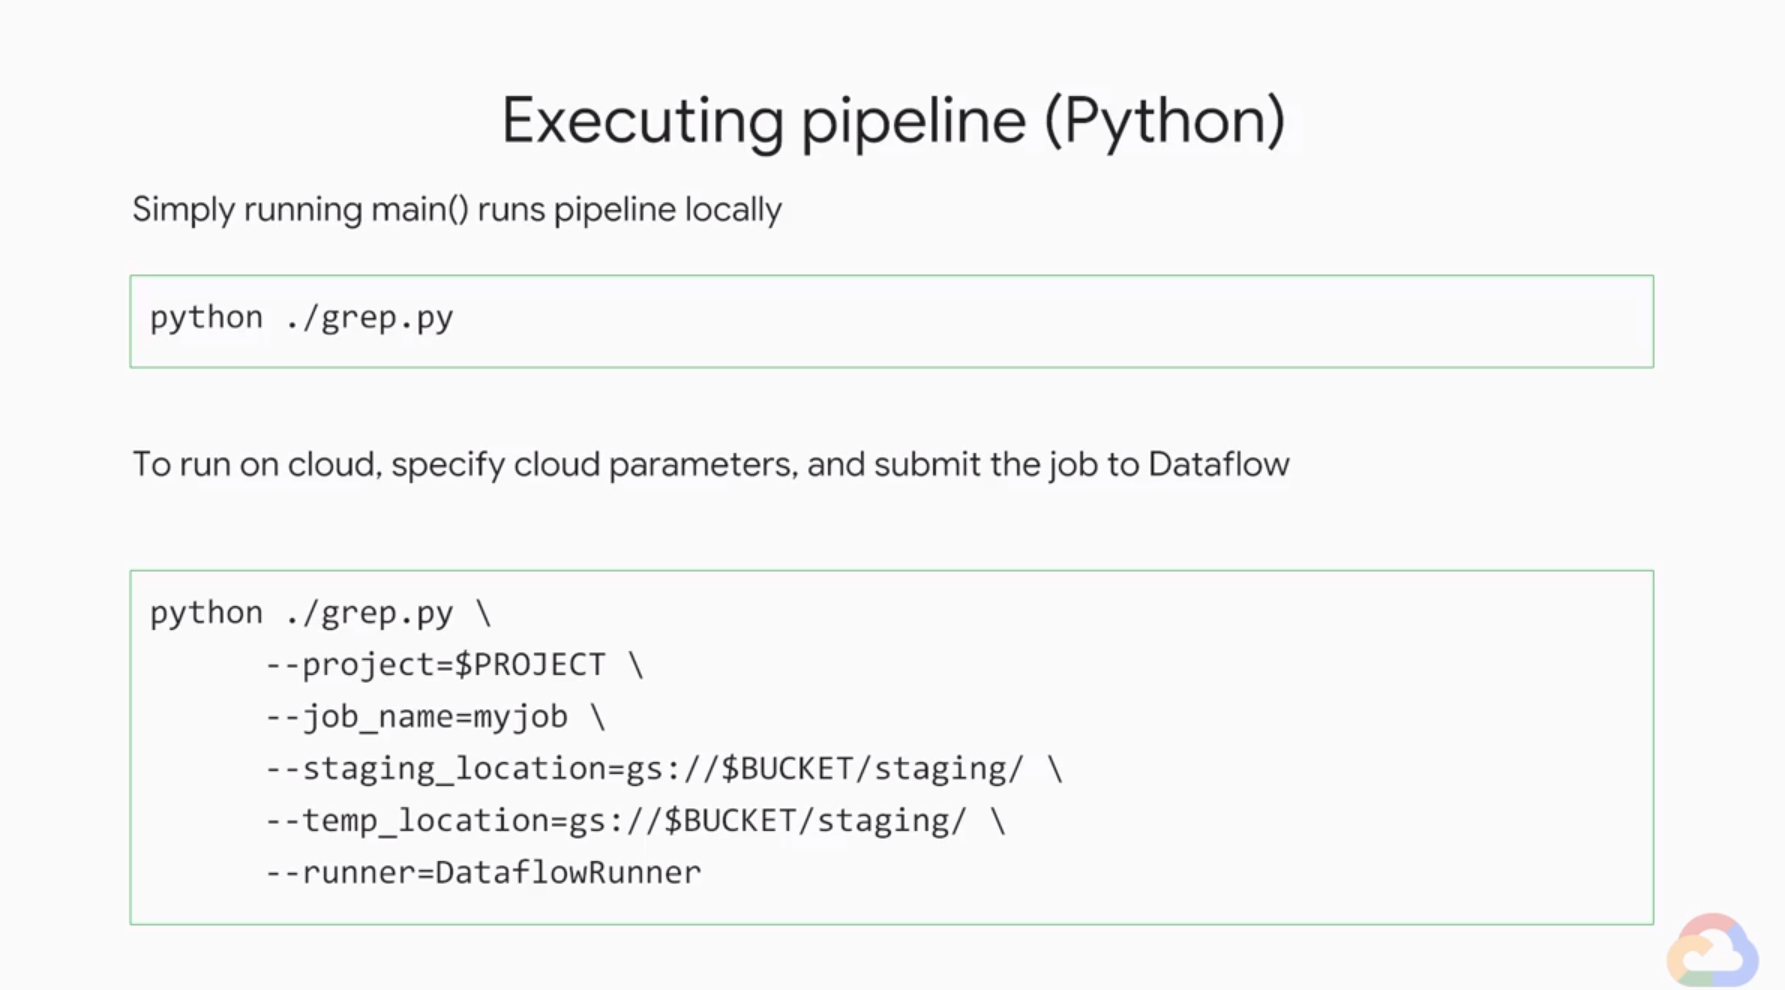 Executing pipeline (Python)
Simply running main() runs pipeline locally
python ./grep.py
To run on cloud, specify cloud parameters, and submit the job to Dataflow
python ./grep.py \
--project=$PROJECT \
--job_name=myjob \
--staging_location=gs://$BUCKET/staging/ \
--temp_location=gs://$BUCKET/staging/ \
--runner=DataflowRunner